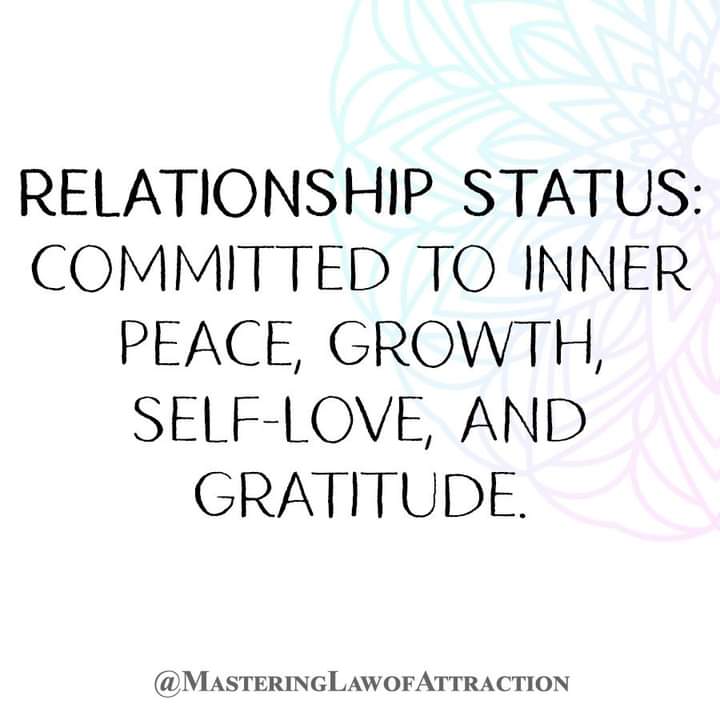 RELATIONSHIP STATUS:
COMMITTED TO INNER
PEACE, GROWTH,
SELF-LOVE, AND
GRATITUDE.
@MASTERINGLAWOFATTRACTION